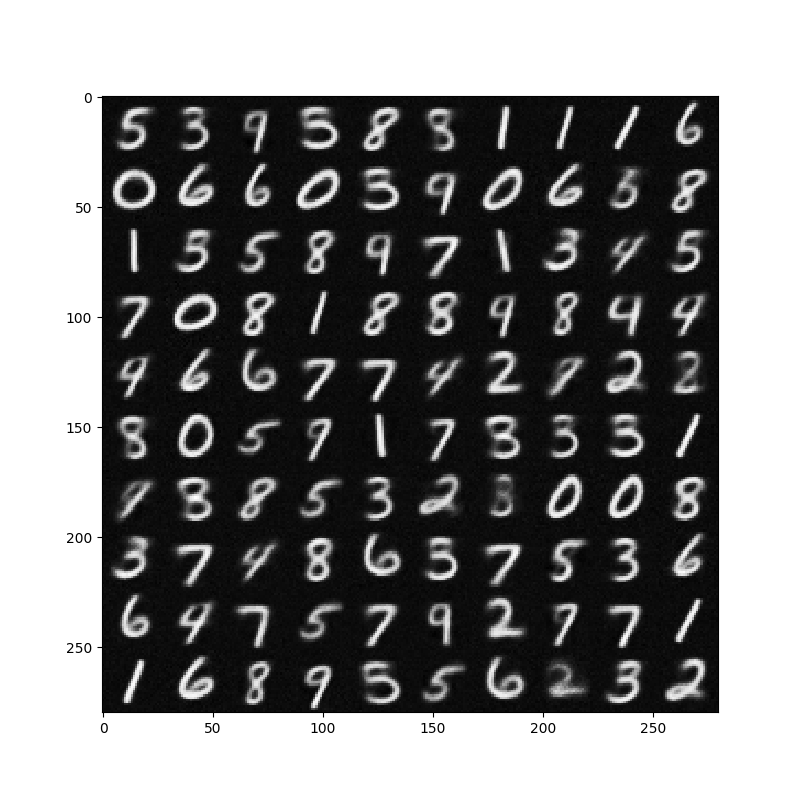 0
5 3 9 5 8 8 1 1 1 6
50
0 6 6 0 5 9 0 6 8
1 5 5 8 9 7 1 3 4 5
100
7 0 8 1 8 8 9 8 4 4
9 6 6 7 7 4 2 9 2 2
150
8 0 5 9 1 7 8 3 3 1
9 8 8 5 3 2 0 0 8
200
3 7 4 8 6 3 7 5 3 6
6 4 7 5 7 9 2 7 7 1
250
1 6 8 9 5 5 6 2 3 2
0 50 100 150 200 250